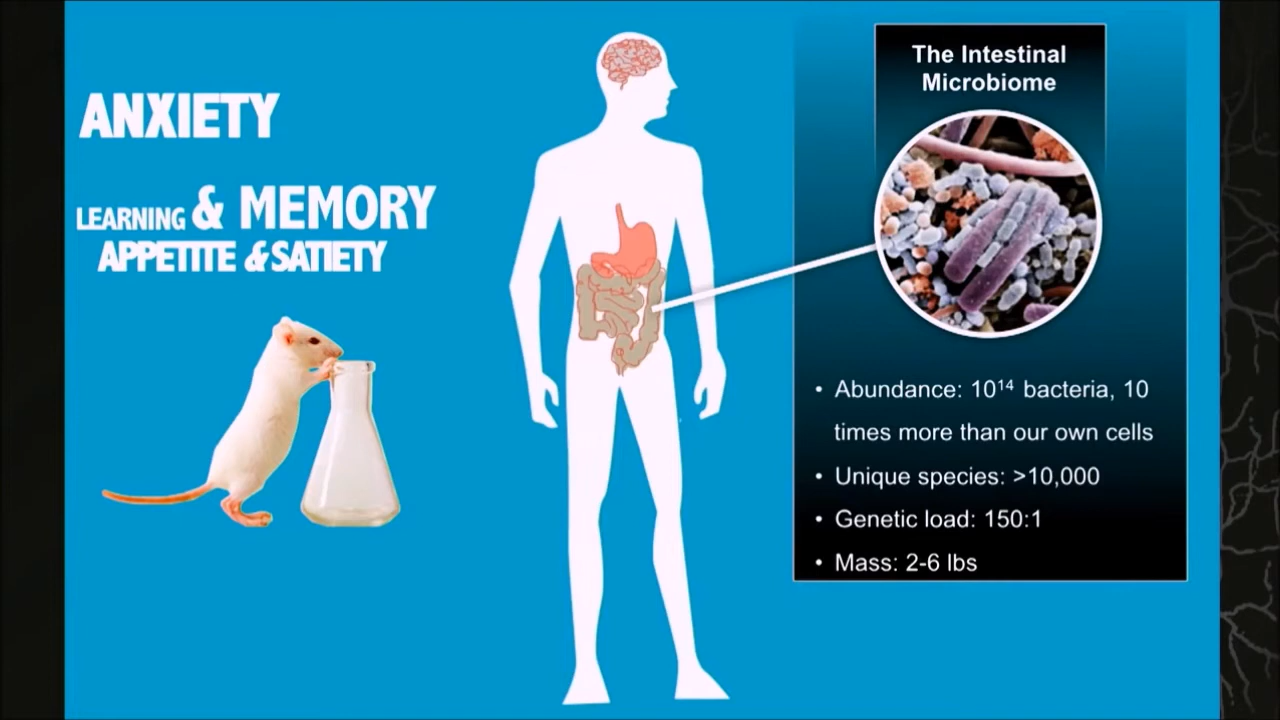 ANXIETY
LEARNING & MEMORY
APPETITE & SATIETY
The Intestinal
Microbiome
• Abundance: 10¹⁴ bacteria, 10
times more than our own cells
• Unique species: >10,000
• Genetic load: 150:1
• Mass: 2-6 lbs